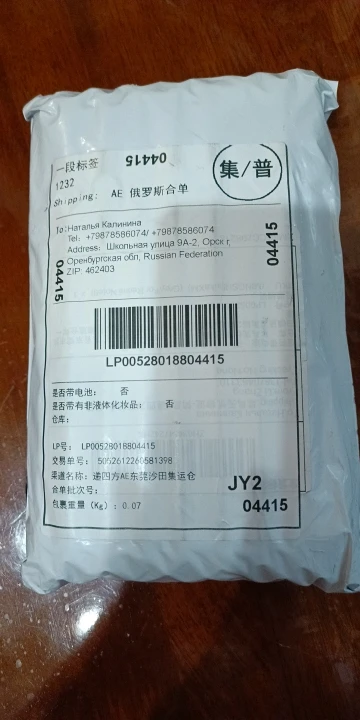 一段标签
04415
1232
集/普
Shipping: AE 俄罗斯合单
To:Наталья Калинина
Tel: +79878586074/ +79878586074
Address: Школьная улица 9А-2, Орск г,
Оренбургская обл, Russian Federation
ZIP: 462403
04415
04415
LP00528018804415
是否带电池: 否
是否带有非液体化妆品: 否
仓库:
LP号: LP00528018804415
交易单号: 5052612260581398
渠道名称: 递四方AE东莞沙田集运仓
合单批次号:
JY2
包裹重量(Kg): 0.07
04415